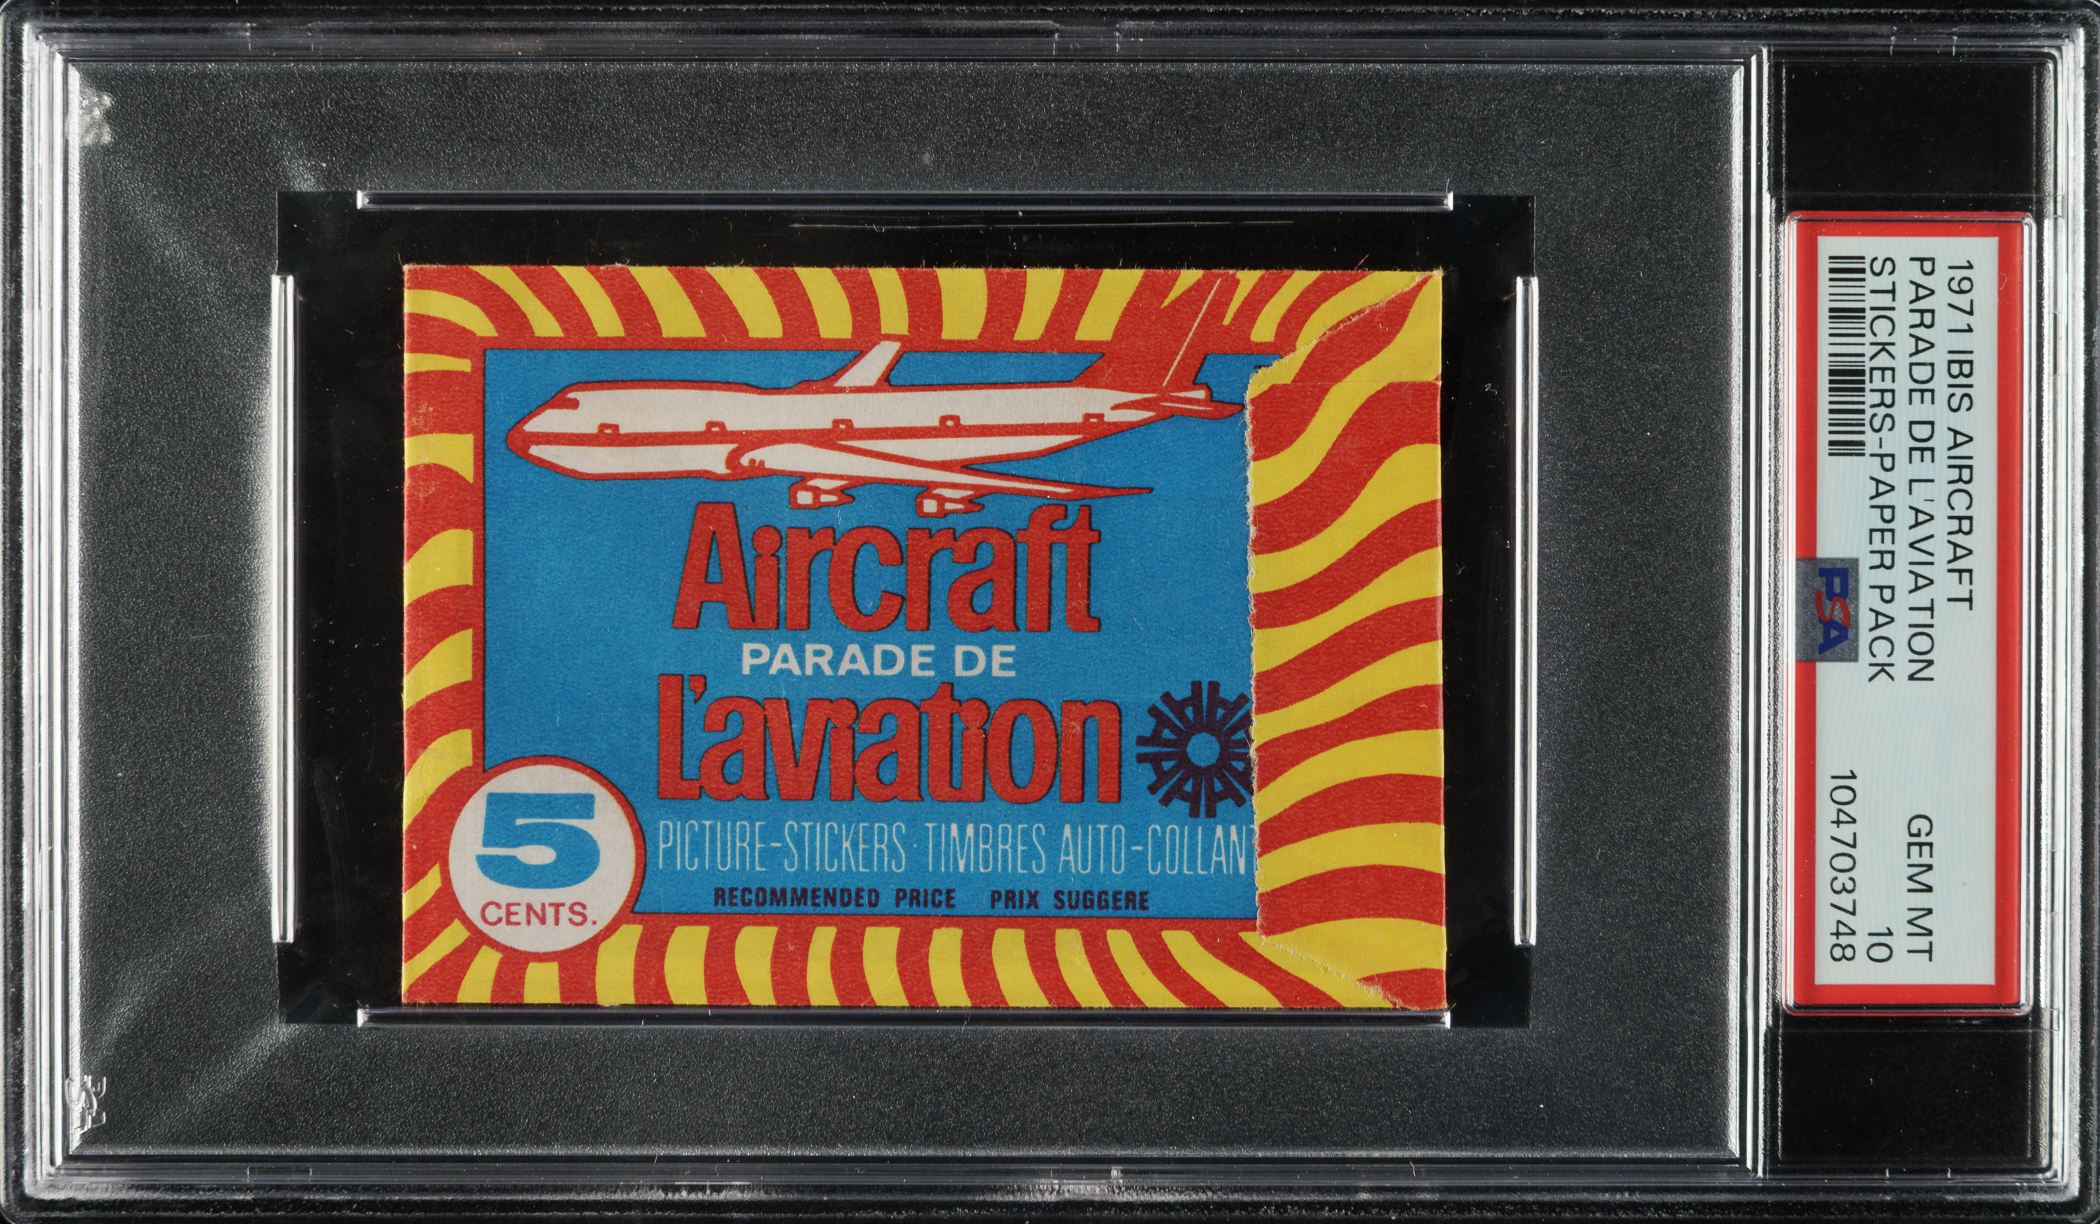 Aircraft
PARADE DE
L'aviation
5
CENTS.
PICTURE-STICKERS·TIMBRES AUTO-COLLANT
RECOMMENDED PRICE PRIX SUGGERE
1971 IBIS AIRCRAFT
PARADE DE L'AVIATION GEM MT
STICKERS-PAPER PACK 10
104703748
PSA